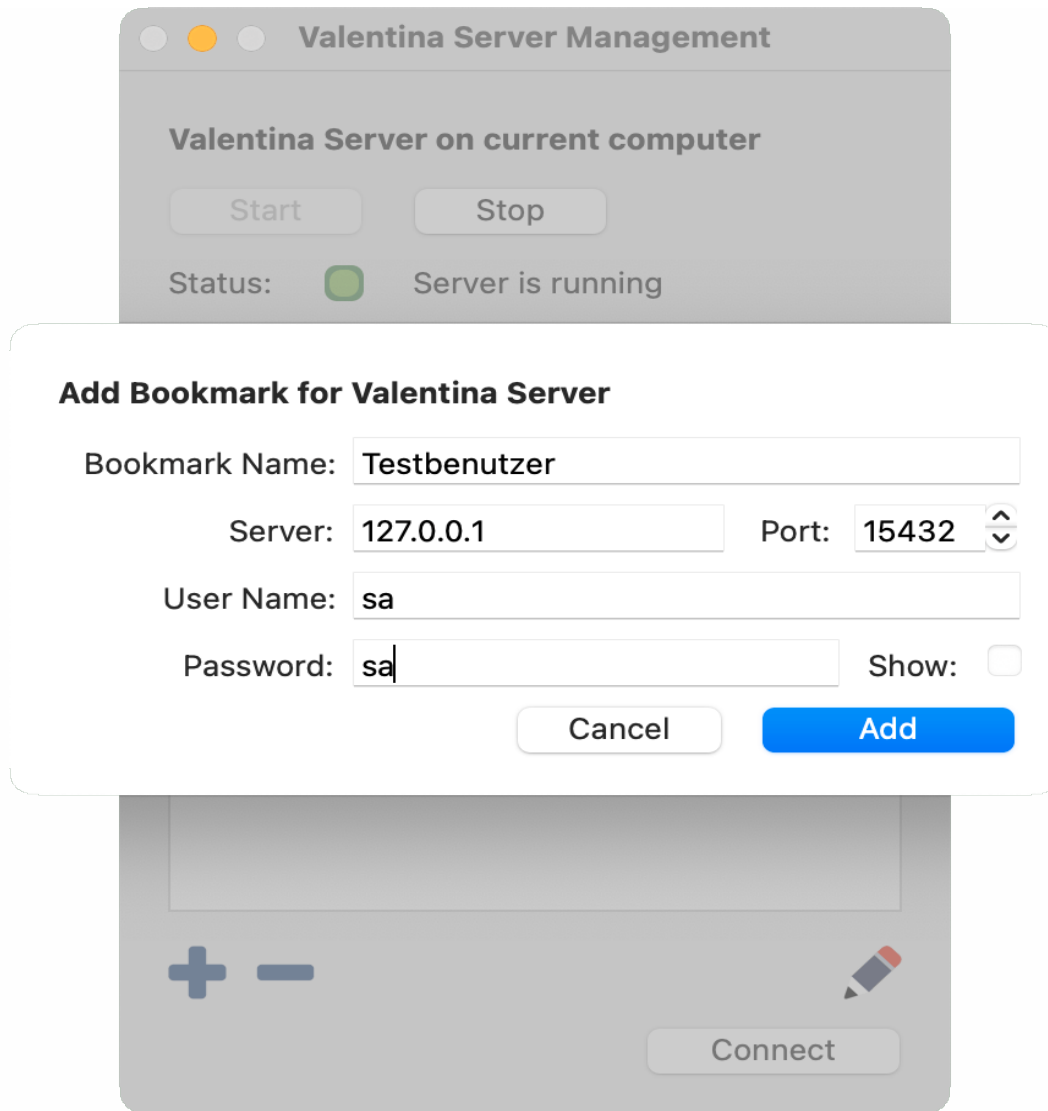 Valentina Server Management
Valentina Server on current computer
Start Stop
Status: Server is running
Add Bookmark for Valentina Server
Bookmark Name: Testbenutzer
Server: 127.0.0.1 Port: 15432
User Name: sa
Password: sa Show:
Cancel Add
Connect